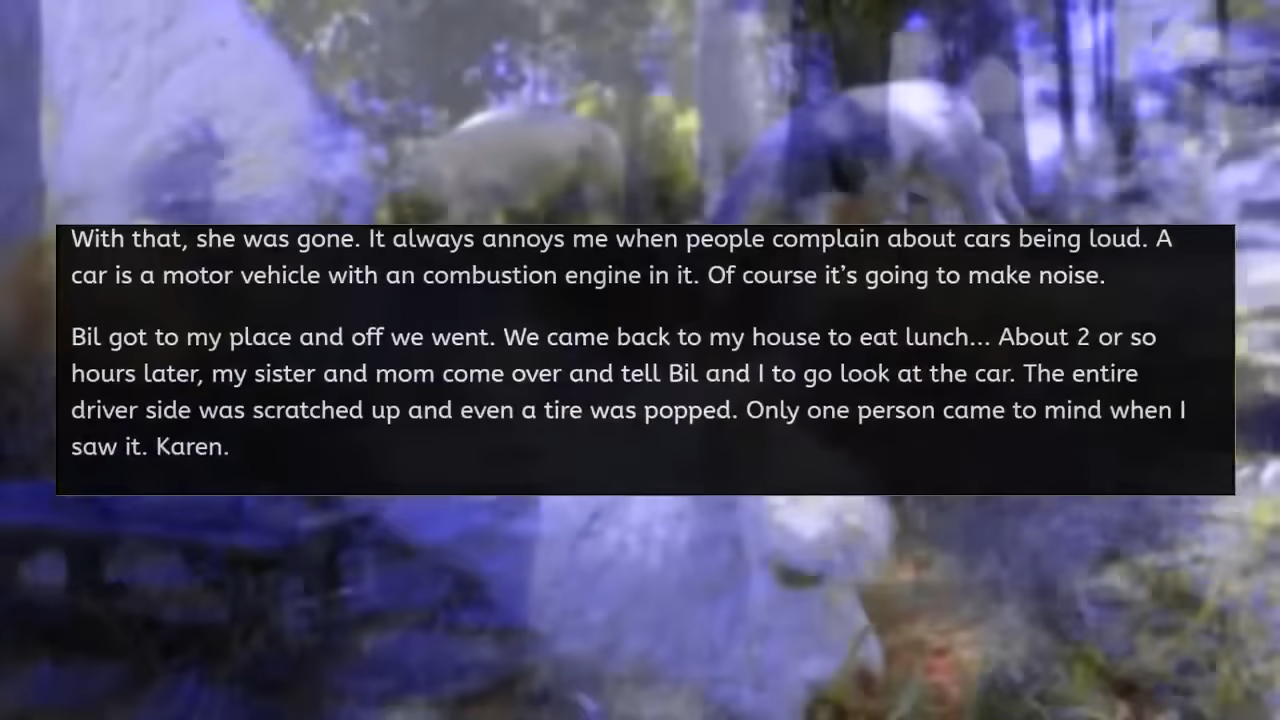 With that, she was gone. It always annoys me when people complain about cars being loud. A
car is a motor vehicle with an combustion engine in it. Of course it’s going to make noise.
Bil got to my place and off we went. We came back to my house to eat lunch... About 2 or so
hours later, my sister and mom come over and tell Bil and I to go look at the car. The entire
driver side was scratched up and even a tire was popped. Only one person came to mind when I
saw it. Karen.